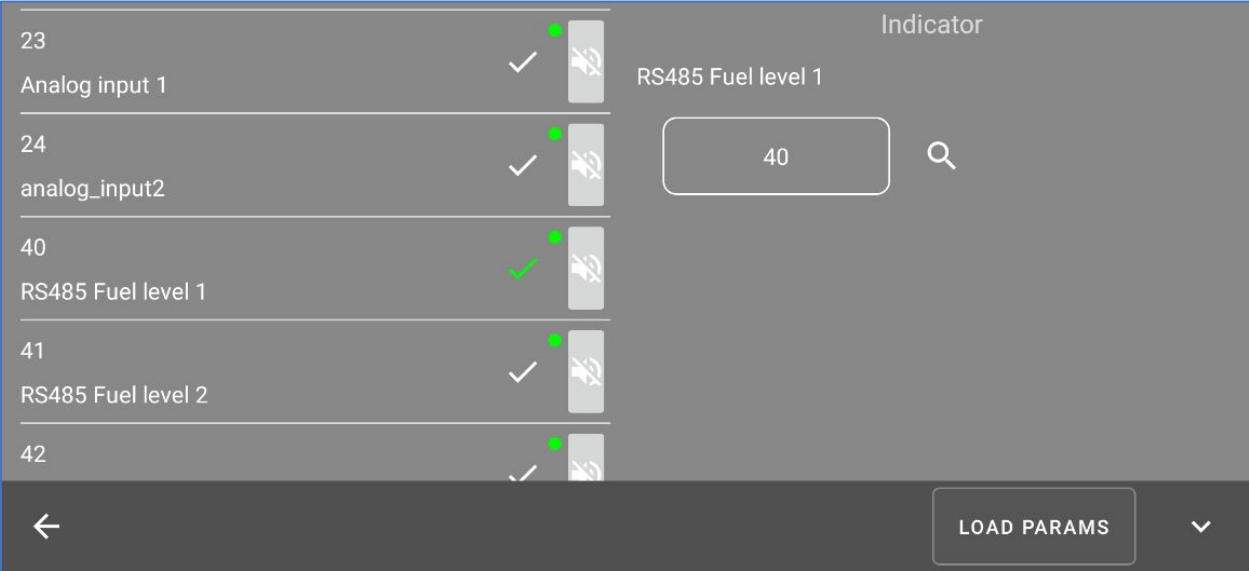 23
Analog input 1
24
analog_input2
40
RS485 Fuel level 1
41
RS485 Fuel level 2
42
Indicator
RS485 Fuel level 1
40
LOAD PARAMS